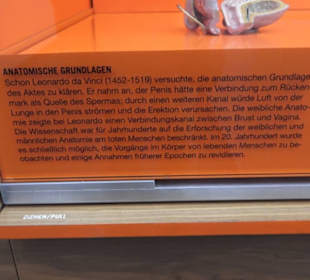 ANATOMISCHE GRUNDLAGEN
Schon Leonardo da Vinci (1452-1519) versuchte, die anatomischen Grundlage
des Aktes zu klären. Er nahm an, der Penis hätte eine Verbindung zum Rücken
mark als Quelle des Spermas; durch einen weiteren Kanal würde Luft von der
Lunge in den Penis strömen und die Erektion verursachen. Die weibliche Anato-
mie zeigte bei Leonardo einen Verbindungskanal zwischen Brust und Vagina.
Die Wissenschaft war für Jahrhunderte auf die Erforschung der weiblichen und
männlichen Anatomie am toten Menschen beschränkt. Im 20. Jahrhundert wurde
es schließlich möglich, die Vorgänge im Körper von lebenden Menschen zu be-
obachten und einige Annahmen früherer Epochen zu revidieren.
ZIEHEN/PULL